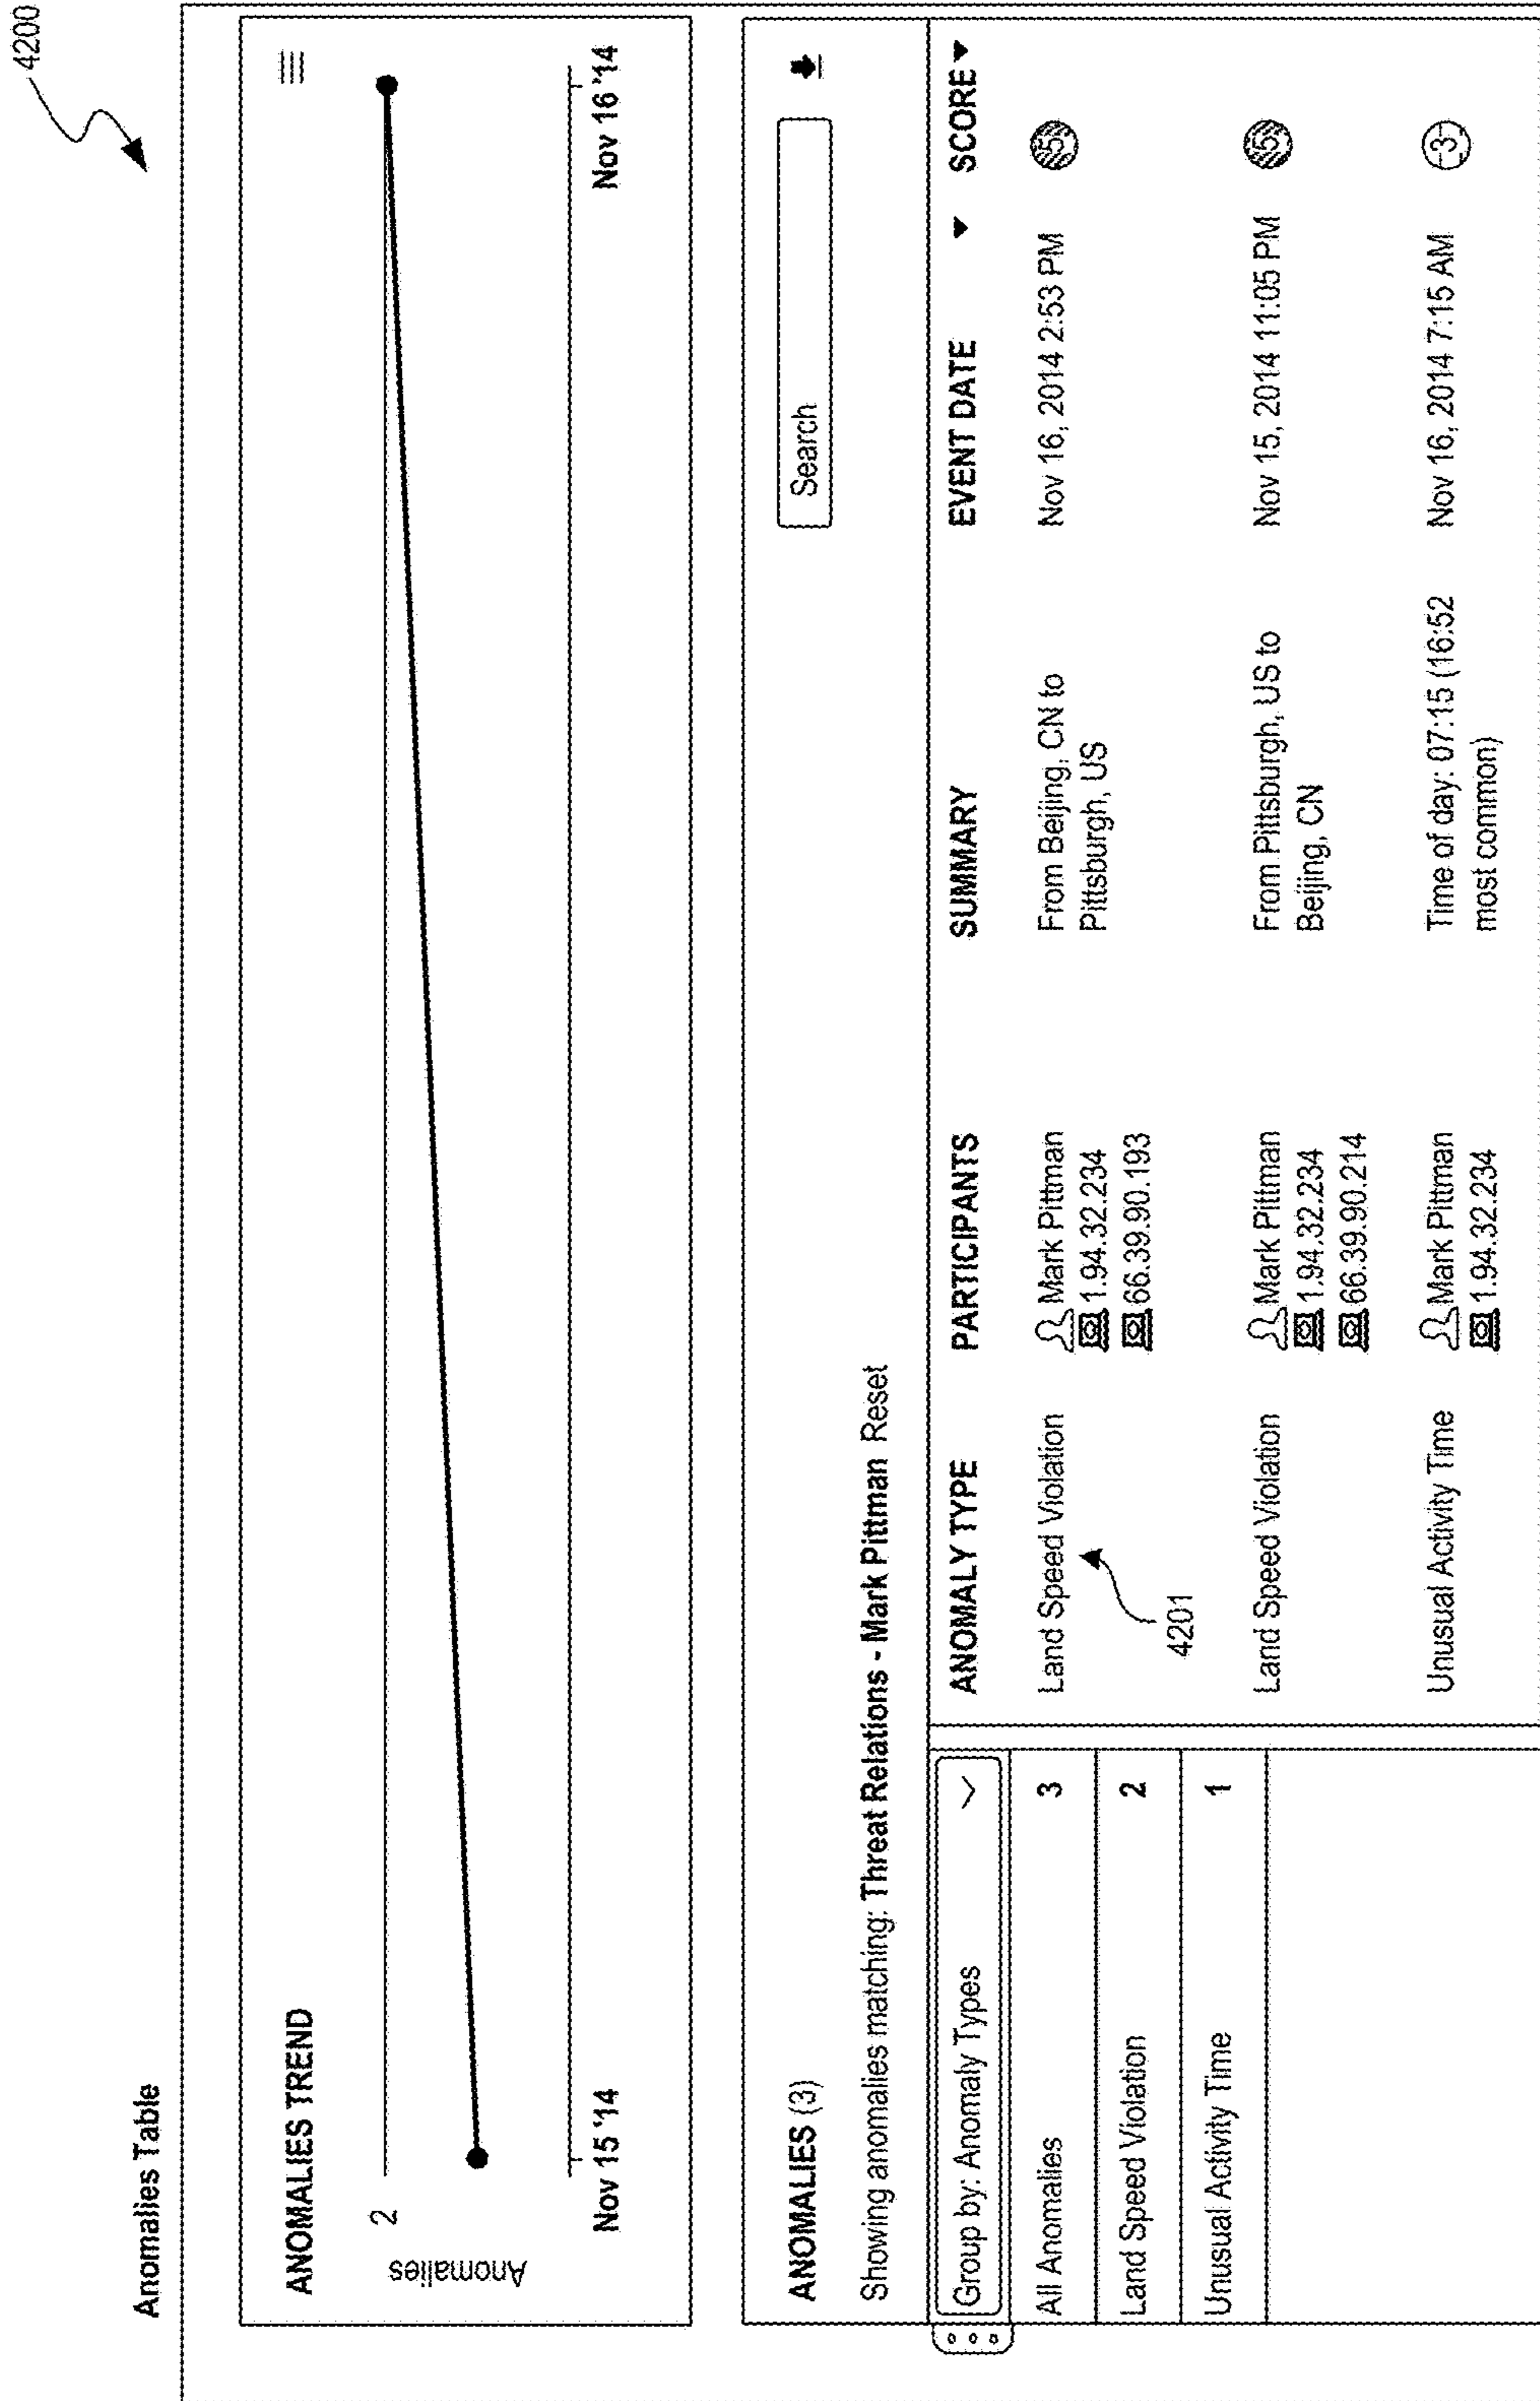 4200
Anomalies Table
ANOMALIES TREND
2
Anomalies
Nov 15 '14 Nov 16 '14
ANOMALIES (3)
Search
Showing anomalies matching: Threat Relations - Mark Pittman Reset
Group by: Anomaly Types
All Anomalies 3
Land Speed Violation 2
Unusual Activity Time 1
ANOMALY TYPE PARTICIPANTS SUMMARY EVENT DATE SCORE
Land Speed Violation Mark Pittman From Beijing, CN to Nov 16, 2014 2:53 PM 5
1.94.32.234 Pittsburgh, US
66.39.90.193
4201
Land Speed Violation Mark Pittman From Pittsburgh, US to Nov 15, 2014 11:05 PM 5
1.94.32.234 Beijing, CN
66.39.90.214
Unusual Activity Time Mark Pittman Time of day: 07:15 (16:52 Nov 16, 2014 7:15 AM 3
1.94.32.234 most common)